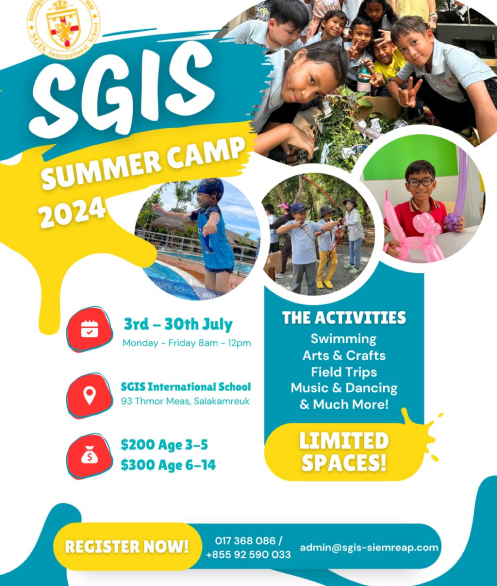 SGIS
SUMMER CAMP
2024
3rd – 30th July
Monday - Friday 8am - 12pm
SGIS International School
93 Thmor Meas, Salakamreuk
$200 Age 3-5
$300 Age 6-14
THE ACTIVITIES
Swimming
Arts & Crafts
Field Trips
Music & Dancing
& Much More!
LIMITED
SPACES!
REGISTER NOW!
017 368 086 /
+855 92 590 033
admin@sgis-siemreap.com